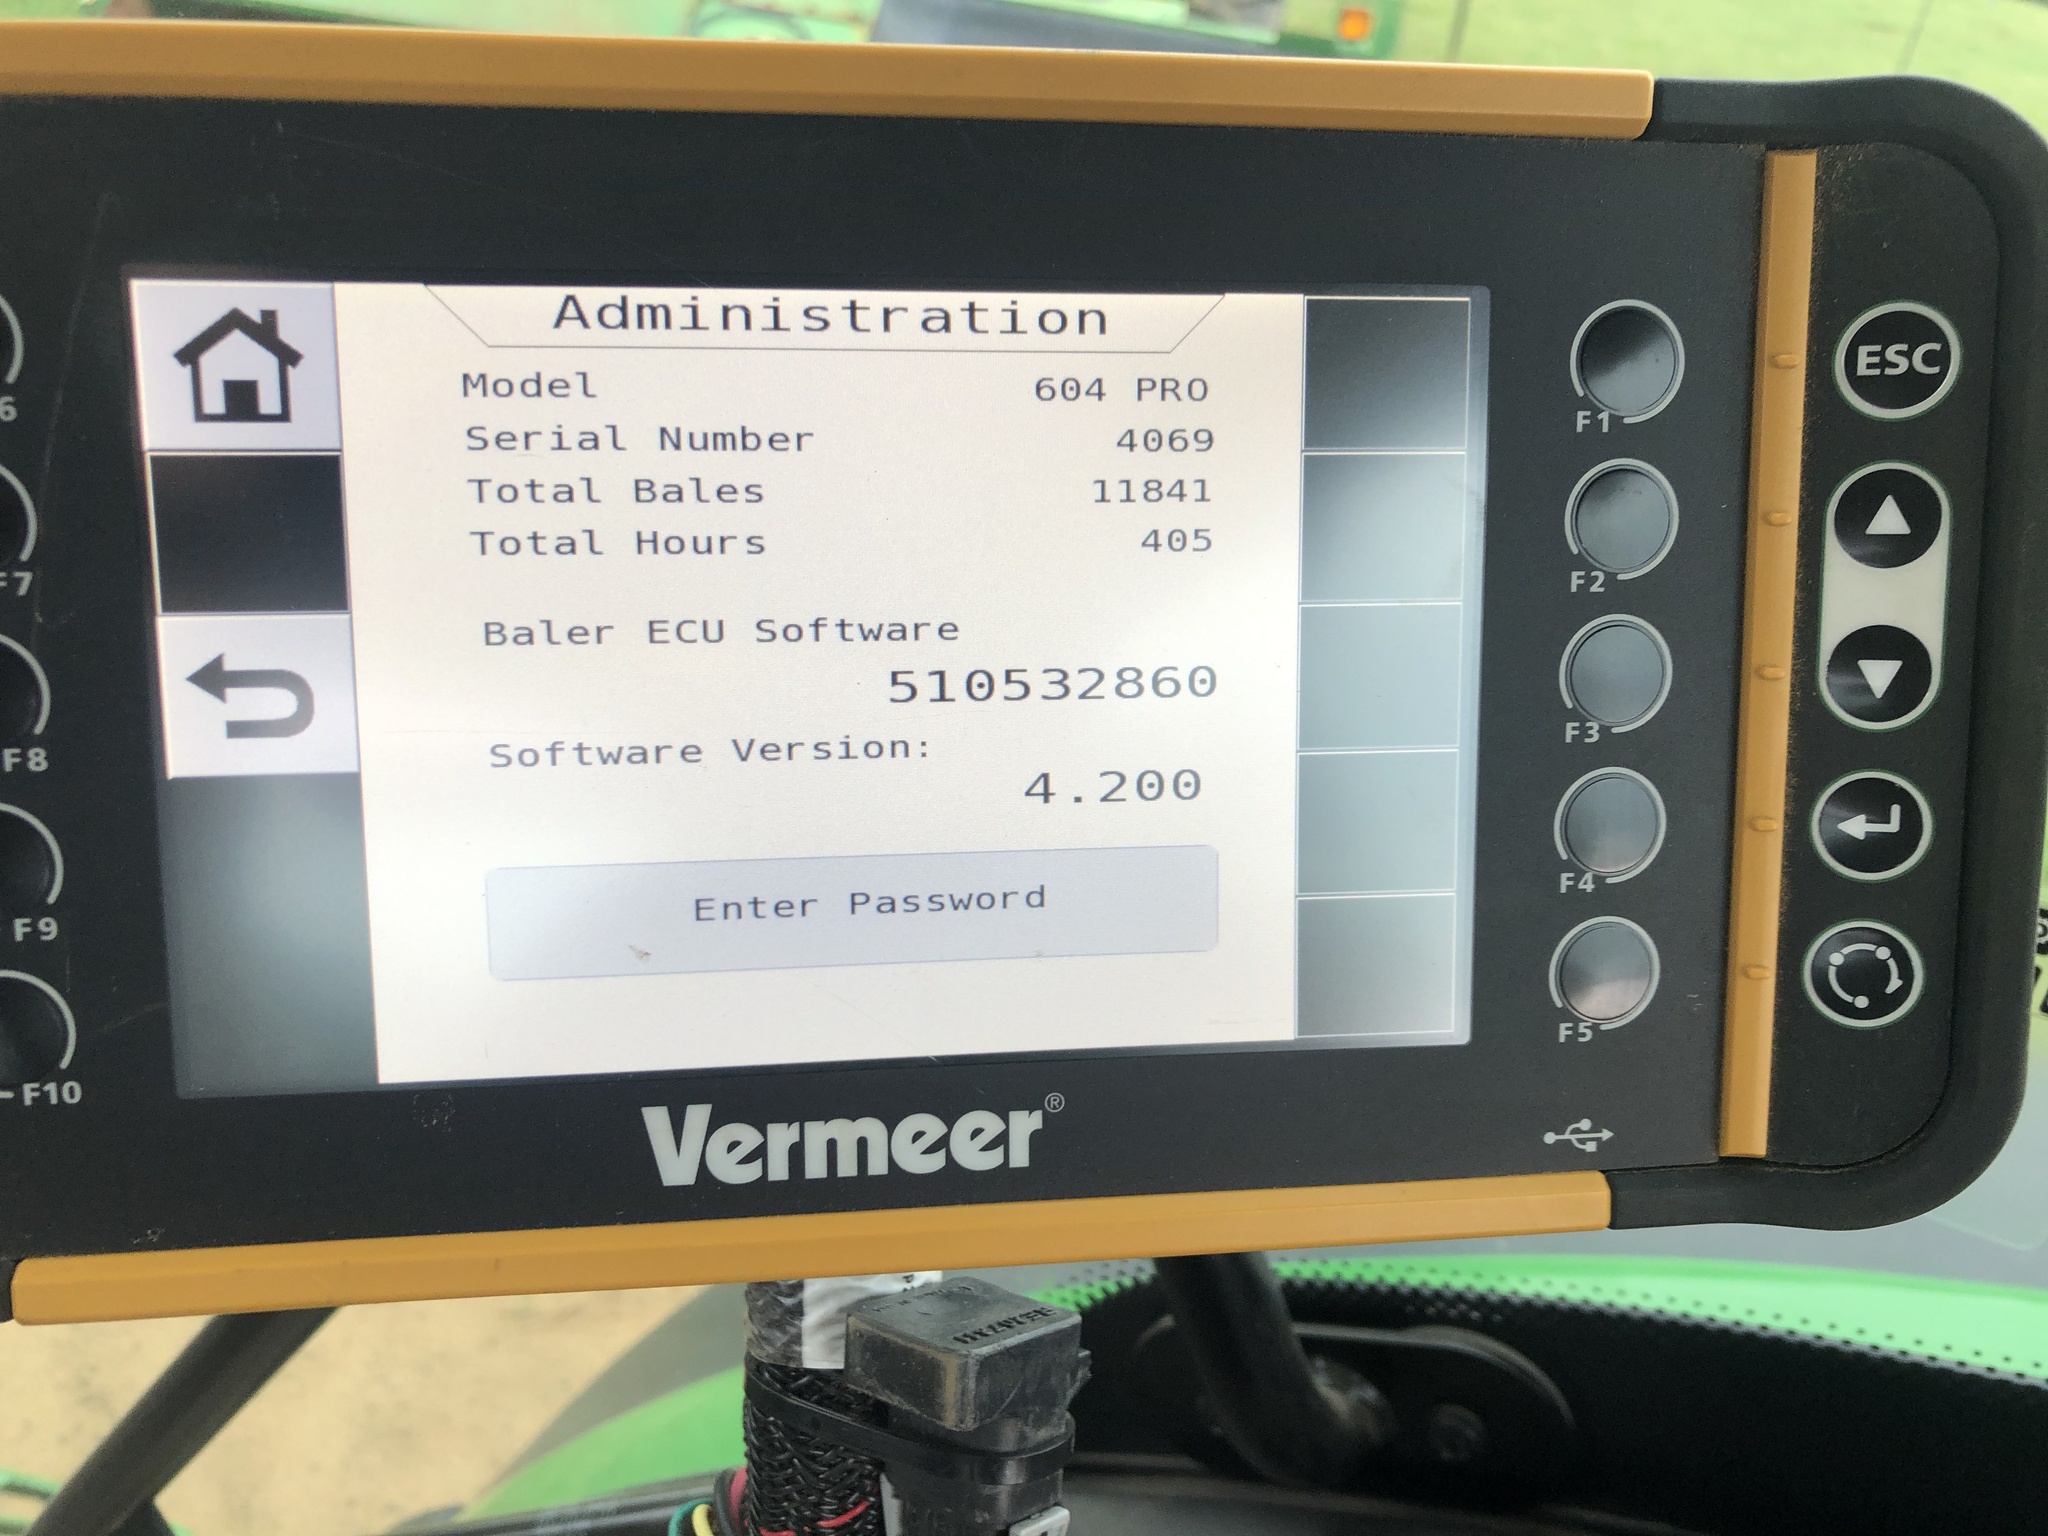 Administration
Model 604 PRO
Serial Number 4069
Total Bales 11841
Total Hours 405
Baler ECU Software
510532860
Software Version:
4.200
Enter Password
Vermeer®
F1
F2
F3
F4
F5
6
F7
F8
F9
F10
ESC